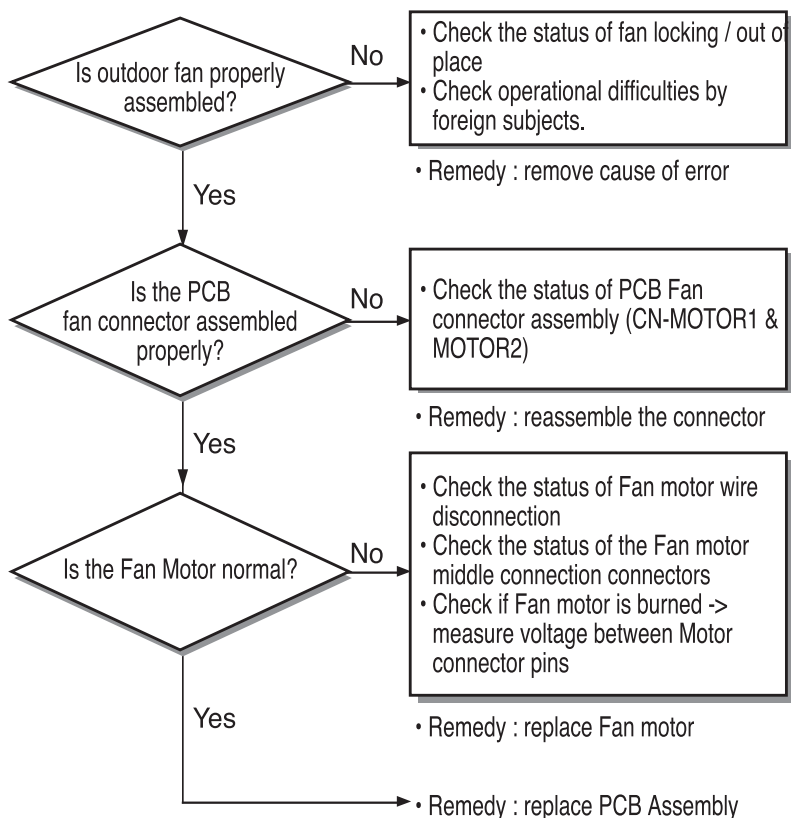 Is outdoor fan properly
assembled?
No
• Check the status of fan locking / out of
place
• Check operational difficulties by
foreign subjects.
• Remedy : remove cause of error
Yes
Is the PCB
fan connector assembled
properly?
No
• Check the status of PCB Fan
connector assembly (CN-MOTOR1 &
MOTOR2)
• Remedy : reassemble the connector
Yes
Is the Fan Motor normal?
No
• Check the status of Fan motor wire
disconnection
• Check the status of the Fan motor
middle connection connectors
• Check if Fan motor is burned ->
measure voltage between Motor
connector pins
• Remedy : replace Fan motor
Yes
• Remedy : replace PCB Assembly